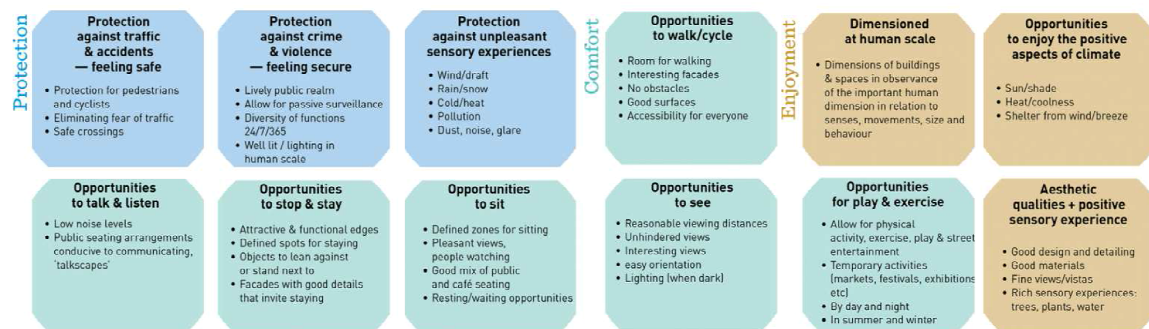 Protection
Protection
against traffic
& accidents
— feeling safe
• Protection for pedestrians
and cyclists
• Eliminating fear of traffic
• Safe crossings
Protection
against crime
& violence
— feeling secure
• Lively public realm
• Allow for passive surveillance
• Diversity of functions
24/7/365
• Well lit / lighting in
human scale
Protection
against unpleasant
sensory experiences
• Wind/draft
• Rain/snow
• Cold/heat
• Pollution
• Dust, noise, glare
Comfort
Opportunities
to walk/cycle
• Room for walking
• Interesting facades
• No obstacles
• Good surfaces
• Accessibility for everyone
Enjoyment
Dimensioned
at human scale
• Dimensions of buildings
& spaces in observance
of the important human
dimension in relation to
senses, movements, size and
behaviour
Opportunities
to enjoy the positive
aspects of climate
• Sun/shade
• Heat/coolness
• Shelter from wind/breeze
Opportunities
to talk & listen
• Low noise levels
• Public seating arrangements
conducive to communicating,
'talkscapes'
Opportunities
to stop & stay
• Attractive & functional edges
• Defined spots for staying
• Objects to lean against
or stand next to
• Facades with good details
that invite staying
Opportunities
to sit
• Defined zones for sitting
• Pleasant views,
people watching
• Good mix of public
and café seating
• Resting/waiting opportunities
Opportunities
to see
• Reasonable viewing distances
• Unhindered views
• Interesting views
• easy orientation
• Lighting (when dark)
Opportunities
for play & exercise
• Allow for physical
activity, exercise, play & street
entertainment
• Temporary activities
(markets, festivals, exhibitions
etc)
• By day and night
• In summer and winter
Aesthetic
qualities + positive
sensory experience
• Good design and detailing
• Good materials
• Fine views/vistas
• Rich sensory experiences:
trees, plants, water